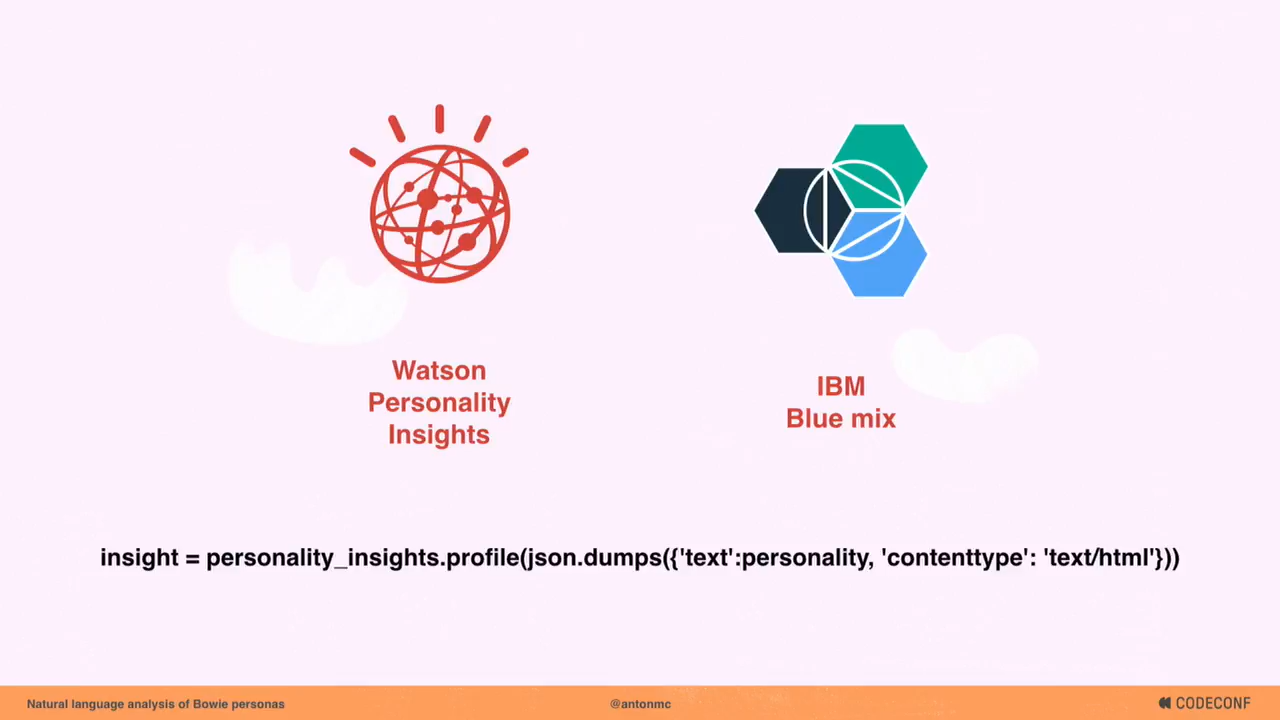 Watson
Personality
Insights
IBM
Blue mix
insight = personality_insights.profile(json.dumps({'text':personality, 'contenttype': 'text/html'}))
Natural language analysis of Bowie personas
@antonmc
CODECONF